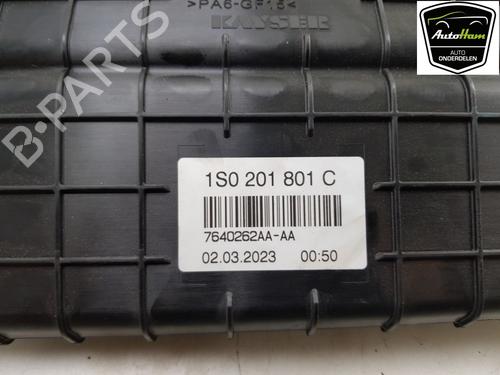 >PA6-GF15<
KAYSER
AutoHam
AUTO
ONDERDELEN
B-PARTS
1S0 201 801 C
7640262AA-AA
02.03.2023 00:50